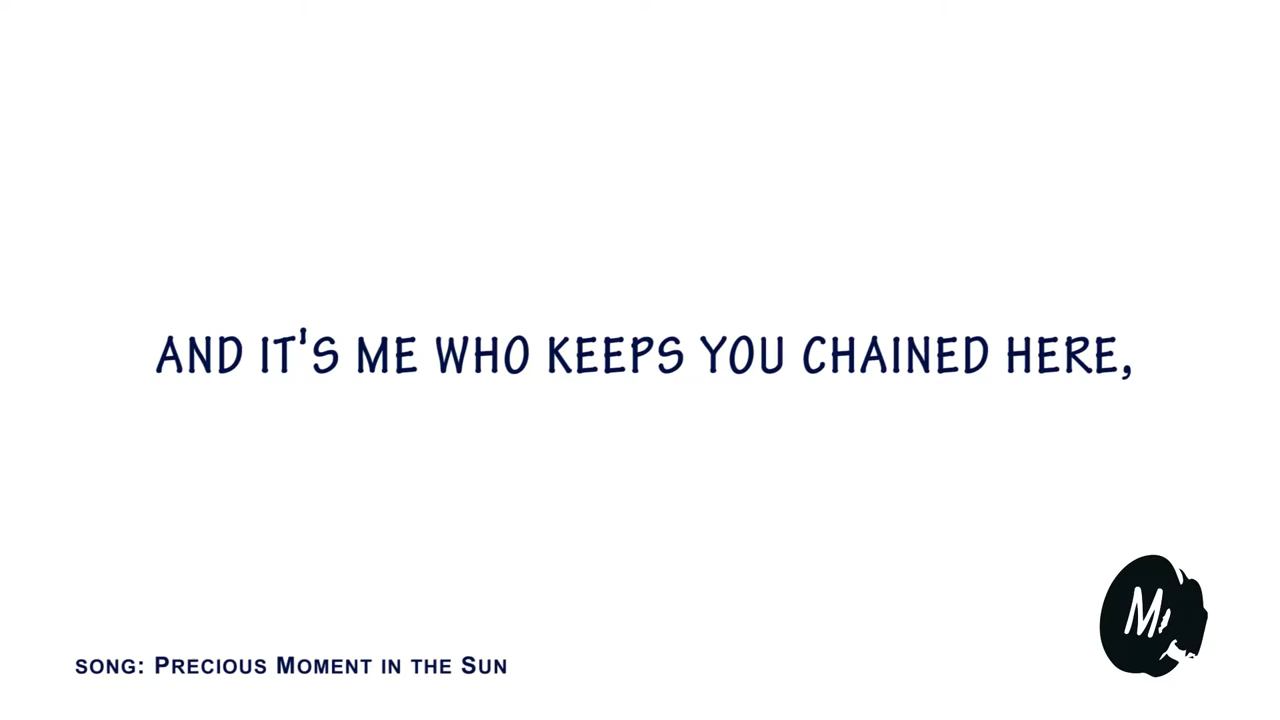 AND IT'S ME WHO KEEPS YOU CHAINED HERE,
SONG: PRECIOUS MOMENT IN THE SUN
M